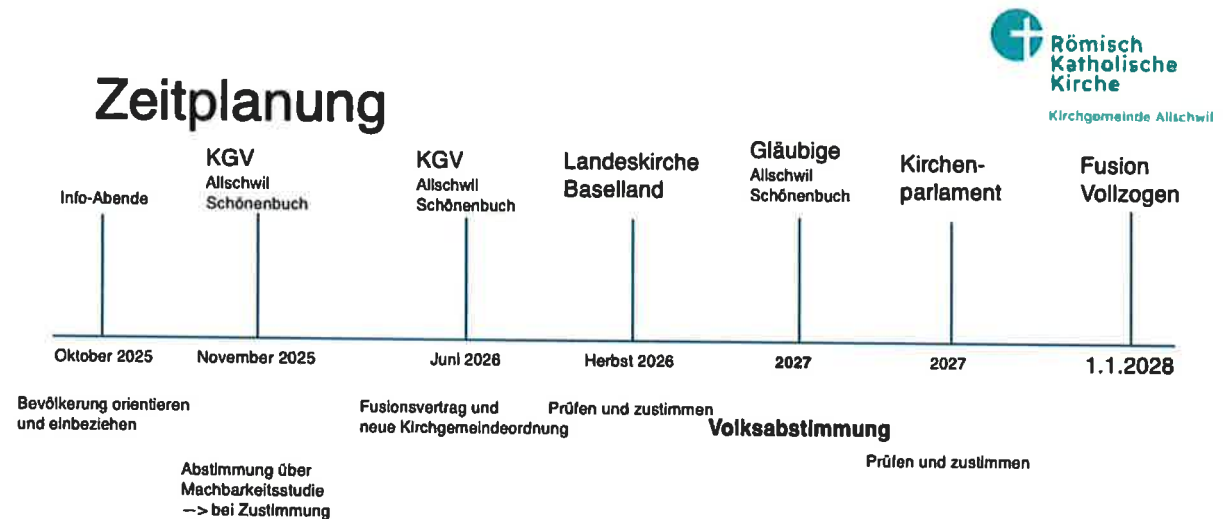 Römisch
Katholische
Kirche
Kirchgemeinde Allschwil
Zeitplanung
Info-Abende
KGV
Allschwil
Schönenbuch
KGV
Allschwil
Schönenbuch
Landeskirche
Baselland
Gläubige
Allschwil
Schönenbuch
Kirchen-
parlament
Fusion
Vollzogen
Oktober 2025
November 2025
Juni 2026
Herbst 2026
2027
2027
1.1.2028
Bevölkerung orientieren
und einbeziehen
Abstimmung über
Machbarkeitsstudie
—> bei Zustimmung
Fusionsvertrag und
neue Kirchgemeindeordnung
Prüfen und zustimmen
Volksabstimmung
Prüfen und zustimmen